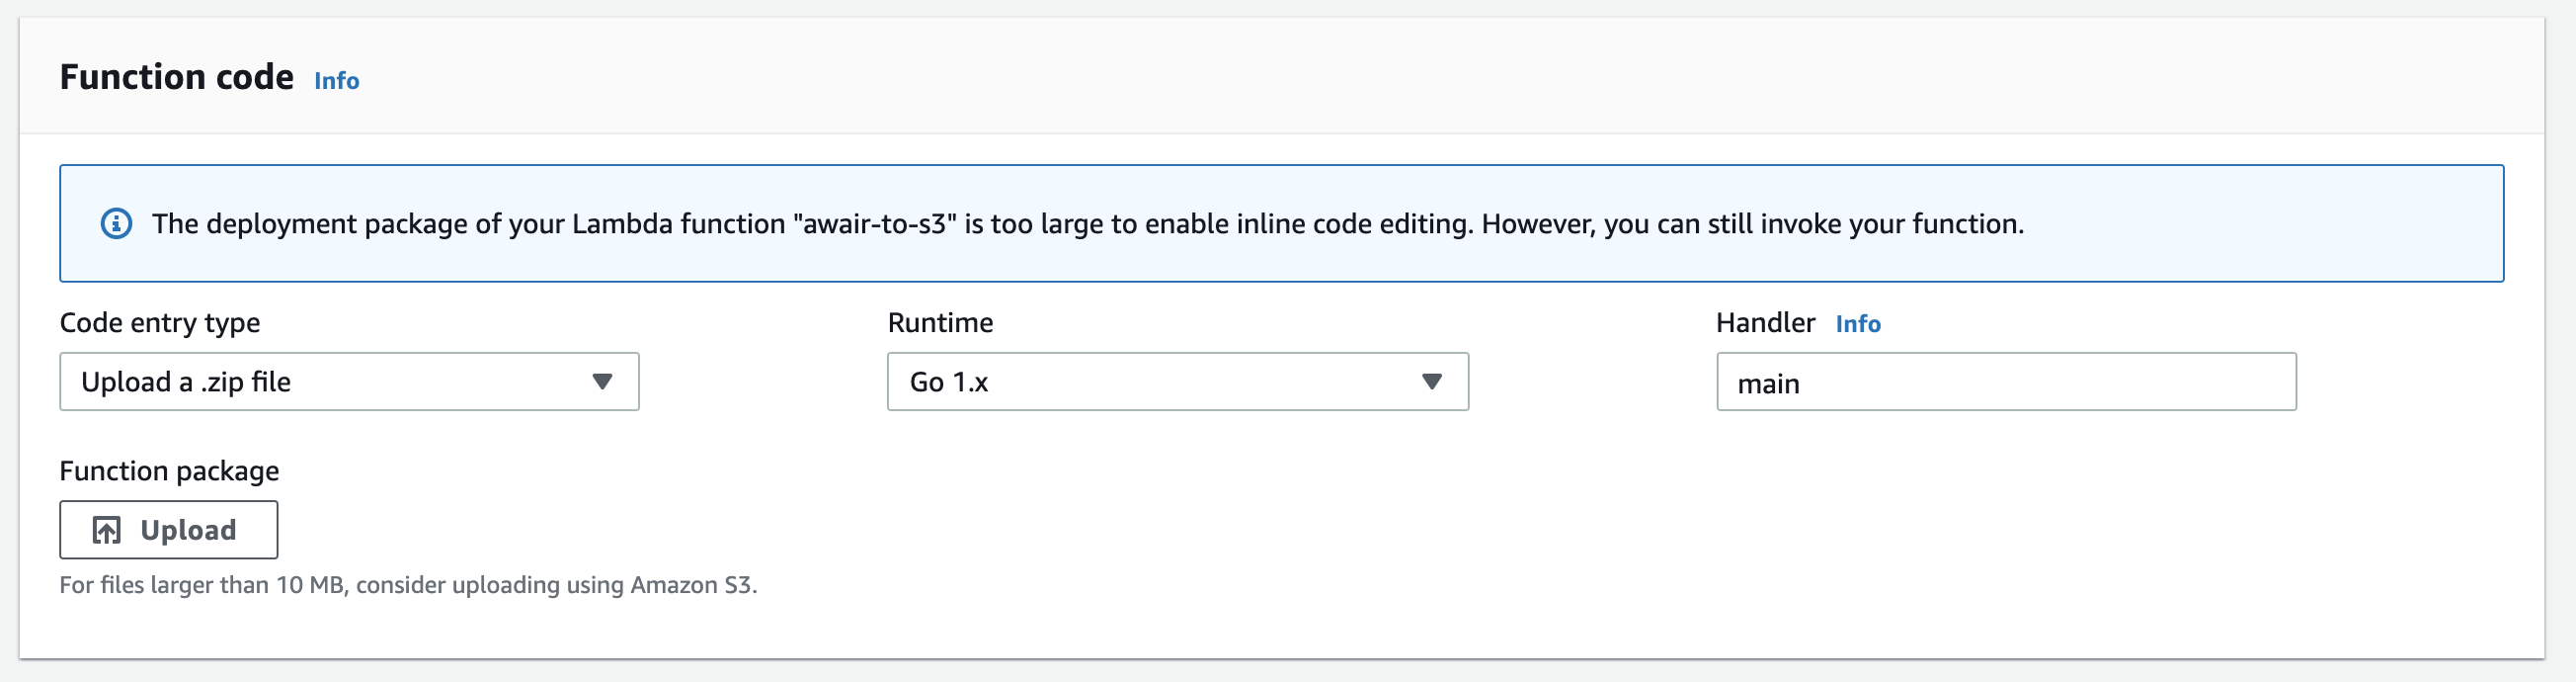 Function code Info
The deployment package of your Lambda function "awair-to-s3" is too large to enable inline code editing. However, you can still invoke your function.
Code entry type
Upload a .zip file
Runtime
Go 1.x
Handler Info
main
Function package
Upload
For files larger than 10 MB, consider uploading using Amazon S3.